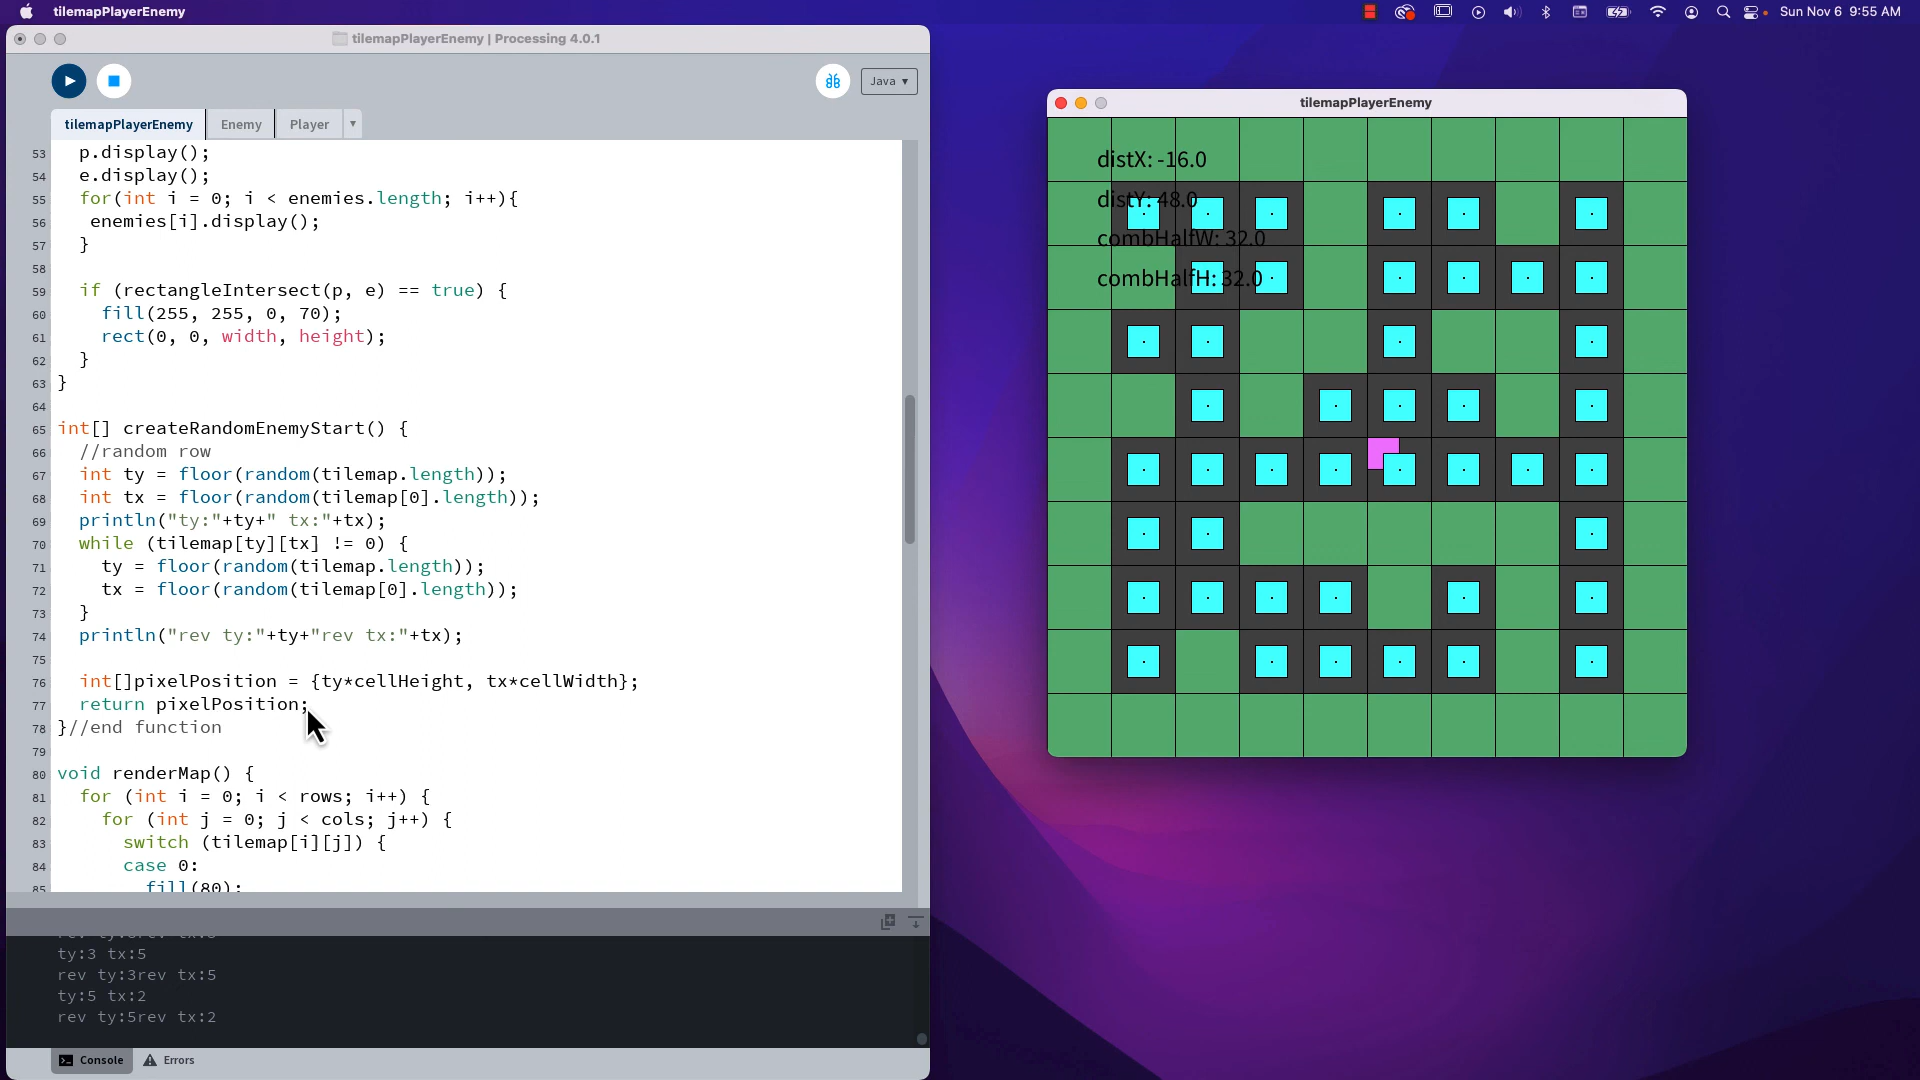 tilemapPlayerEnemy
Sun Nov 6 9:55 AM
tilemapPlayerEnemy | Processing 4.0.1
Java ▾
tilemapPlayerEnemy
Enemy
Player
▾
53 p.display();
54 e.display();
55 for(int i = 0; i < enemies.length; i++){
56 enemies[i].display();
57 }
58
59 if (rectangleIntersect(p, e) == true) {
60 fill(255, 255, 0, 70);
61 rect(0, 0, width, height);
62 }
63 }
64
65 int[] createRandomEnemyStart() {
66 //random row
67 int ty = floor(random(tilemap.length));
68 int tx = floor(random(tilemap[0].length));
69 println("ty:"+ty+" tx:"+tx);
70 while (tilemap[ty][tx] != 0) {
71 ty = floor(random(tilemap.length));
72 tx = floor(random(tilemap[0].length));
73 }
74 println("rev ty:"+ty+"rev tx:"+tx);
75
76 int[]pixelPosition = {ty*cellHeight, tx*cellWidth};
77 return pixelPosition;
78 }//end function
79
80 void renderMap() {
81 for (int i = 0; i < rows; i++) {
82 for (int j = 0; j < cols; j++) {
83 switch (tilemap[i][j]) {
84 case 0:
85 fill(80);
ty:3 tx:5
rev ty:3rev tx:5
ty:5 tx:2
rev ty:5rev tx:2
Console
Errors
tilemapPlayerEnemy
distX: -16.0
distY: 48.0
combHalfW: 32.0
combHalfH: 32.0